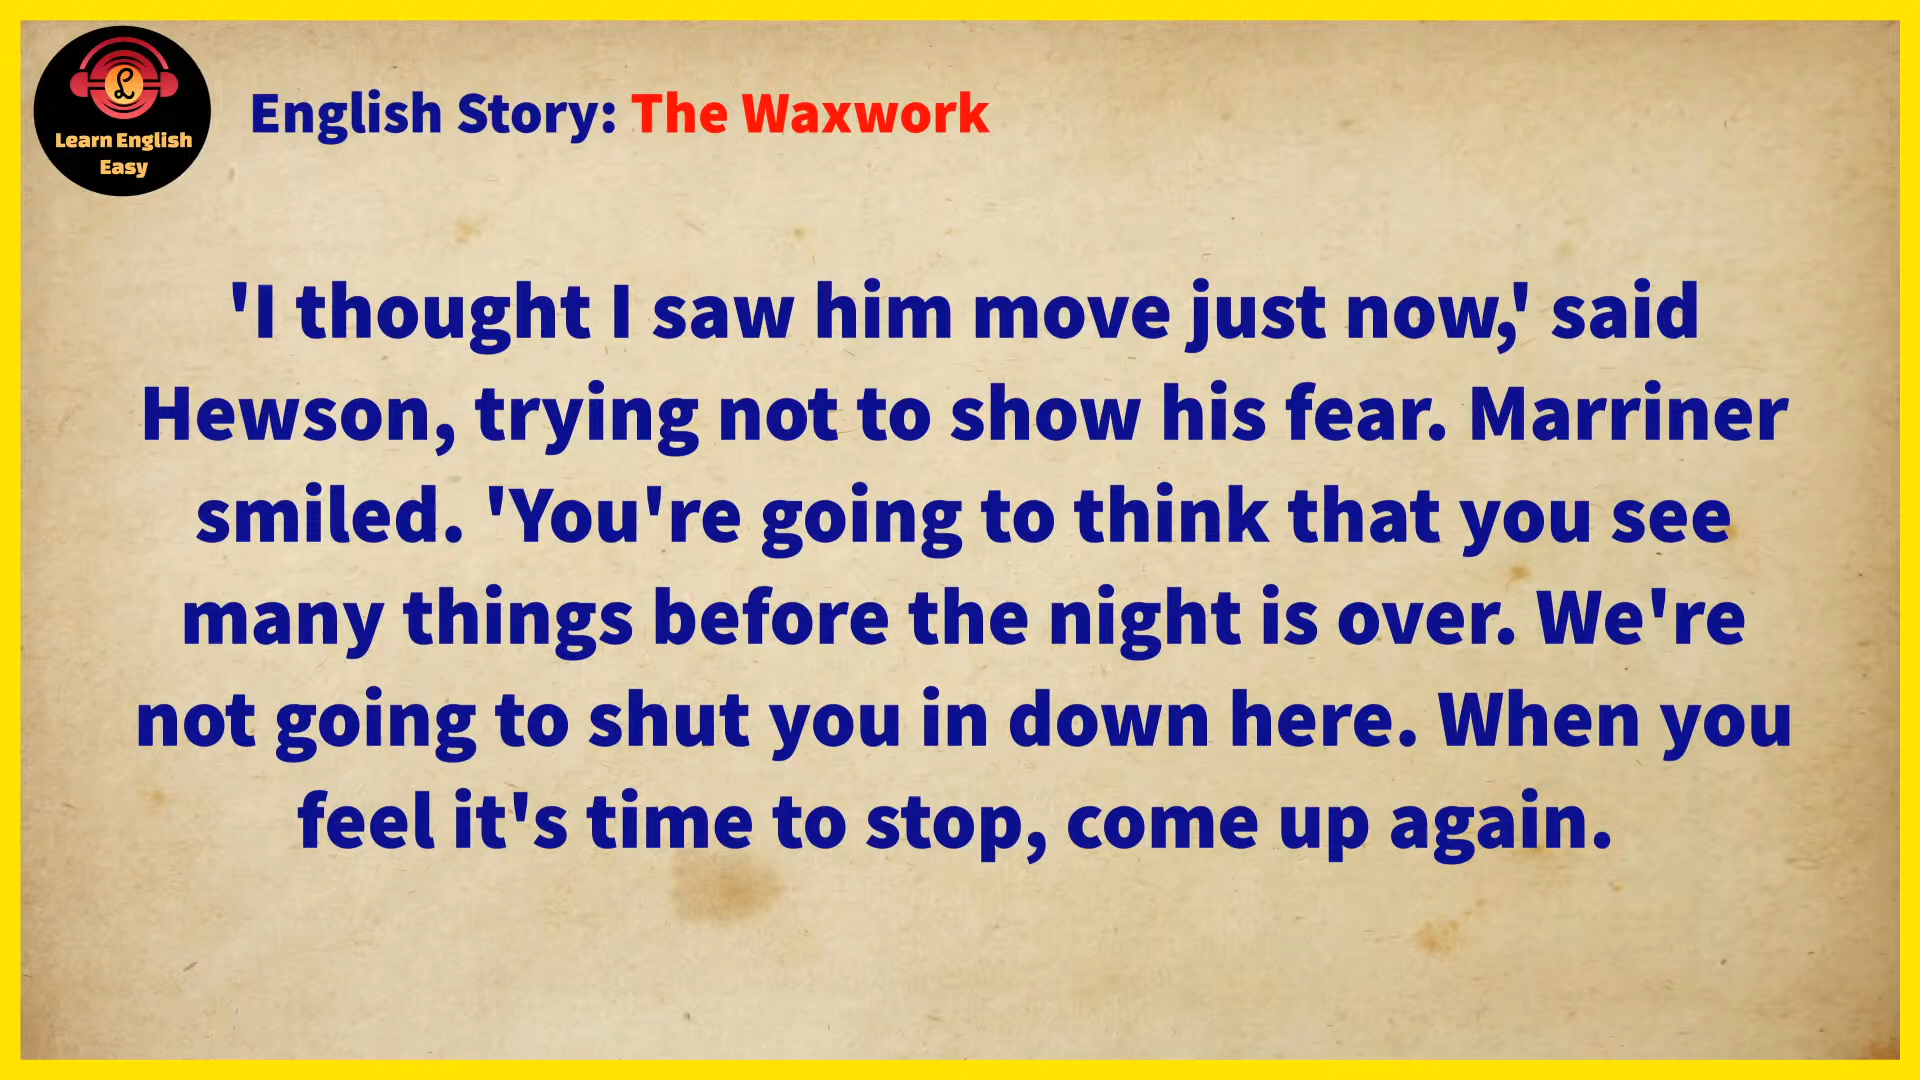 L
Learn English
Easy
English Story: The Waxwork
'I thought I saw him move just now,' said
Hewson, trying not to show his fear. Marriner
smiled. 'You're going to think that you see
many things before the night is over. We're
not going to shut you in down here. When you
feel it's time to stop, come up again.